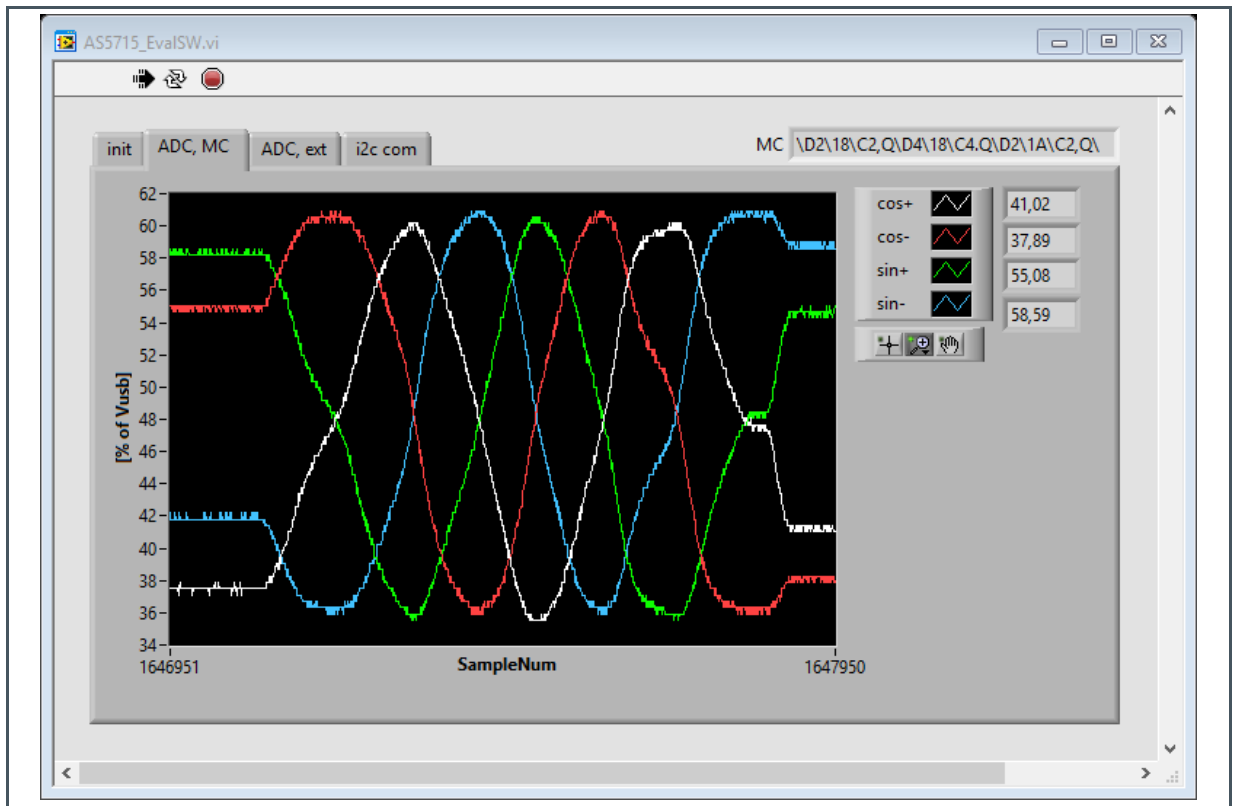 AS5715_EvalSW.vi
init ADC, MC ADC, ext i2c com
MC \D2\18\C2,Q\D4\18\C4.Q\D2\1A\C2,Q\
62
60
58
56
54
52
50
48
46
44
42
40
38
36
34
[% of Vusb]
1646951 SampleNum 1647950
cos+ 41,02
cos- 37,89
sin+ 55,08
sin- 58,59